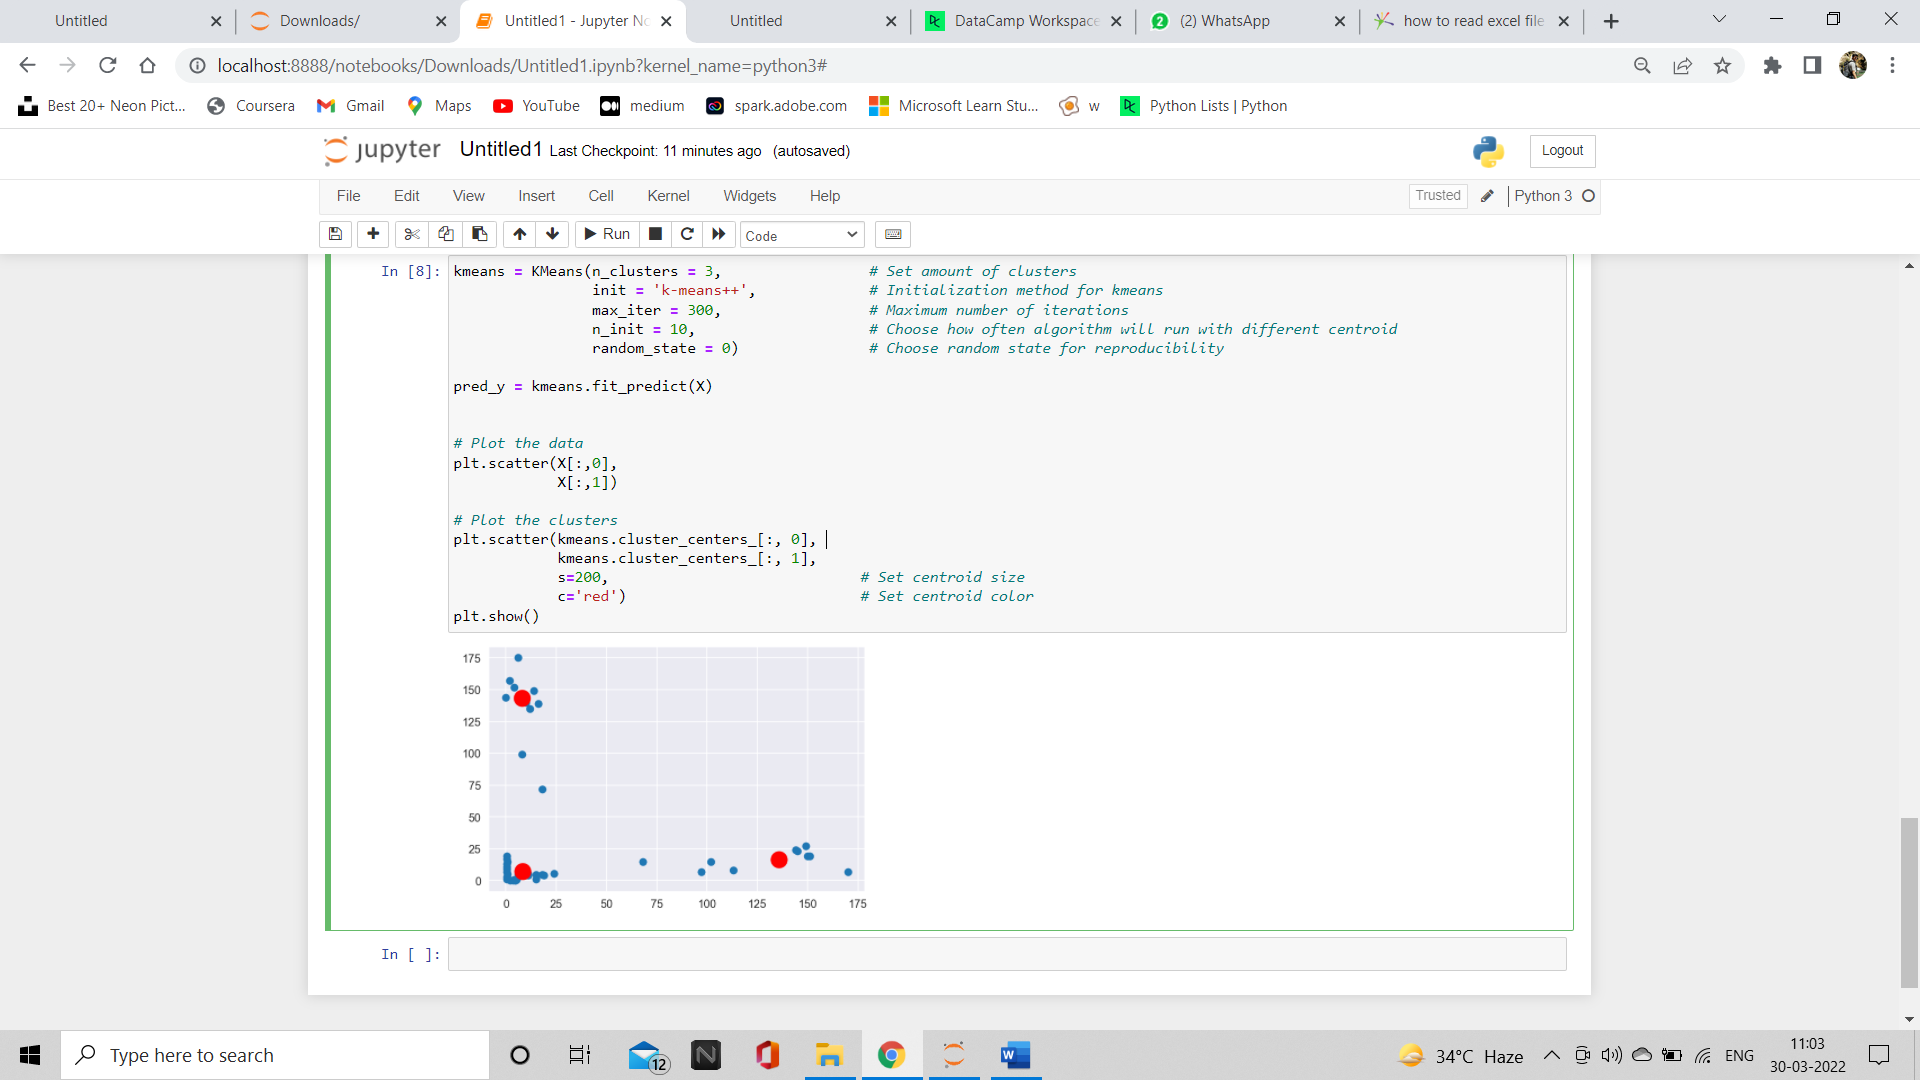 Untitled
Downloads/
Untitled1 - Jupyter No
Untitled
DataCamp Workspace
(2) WhatsApp
how to read excel file
localhost:8888/notebooks/Downloads/Untitled1.ipynb?kernel_name=python3#
Best 20+ Neon Pict...
Coursera
Gmail
Maps
YouTube
medium
spark.adobe.com
Microsoft Learn Stu...
w
Python Lists | Python
jupyter
Untitled1 Last Checkpoint: 11 minutes ago (autosaved)
Logout
File Edit View Insert Cell Kernel Widgets Help
Trusted
Python 3
Run
Code
In [8]:
kmeans = KMeans(n_clusters = 3, # Set amount of clusters
init = 'k-means++', # Initialization method for kmeans
max_iter = 300, # Maximum number of iterations
n_init = 10, # Choose how often algorithm will run with different centroid
random_state = 0) # Choose random state for reproducibility
pred_y = kmeans.fit_predict(X)
# Plot the data
plt.scatter(X[:,0],
X[:,1])
# Plot the clusters
plt.scatter(kmeans.cluster_centers_[:, 0],
kmeans.cluster_centers_[:, 1],
s=200, # Set centroid size
c='red') # Set centroid color
plt.show()
175
150
125
100
75
50
25
0
0 25 50 75 100 125 150 175
In [ ]:
Type here to search
12
34°C Haze
ENG
11:03
30-03-2022